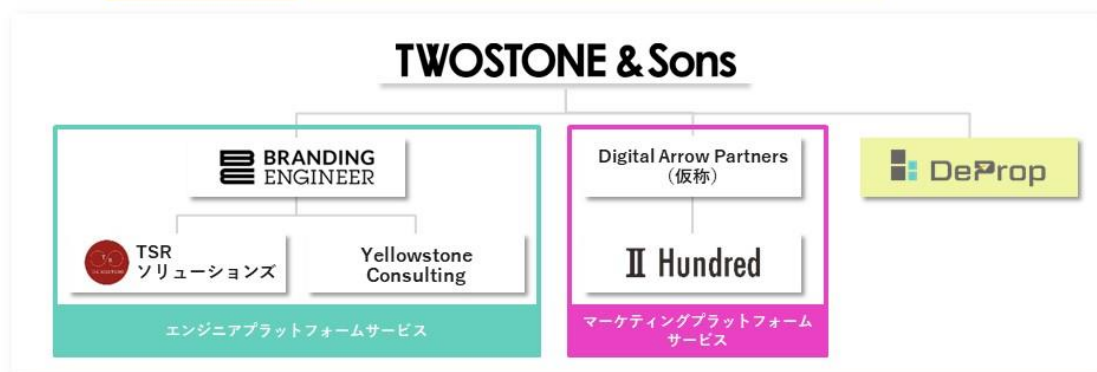 TWOSTONE & Sons
BRANDING
ENGINEER
Digital Arrow Partners
（仮称）
DeProp
TSR
ソリューションズ
Yellowstone
Consulting
II Hundred
エンジニアプラットフォームサービス
マーケティングプラットフォーム
サービス